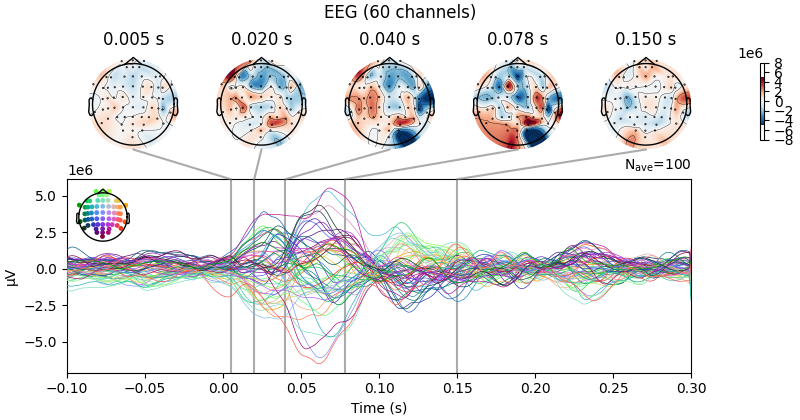 EEG (60 channels)
0.005 s 0.020 s 0.040 s 0.078 s 0.150 s
1e6
8
6
4
2
0
−2
−4
−6
−8
Nave=100
1e6
5.0
2.5
0.0
−2.5
−5.0
µV
−0.10 −0.05 0.00 0.05 0.10 0.15 0.20 0.25 0.30
Time (s)